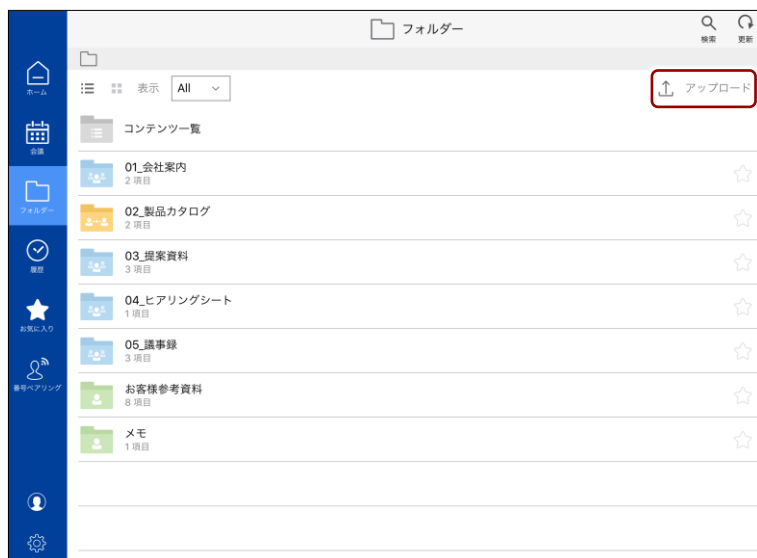 フォルダー
検索
更新
ホーム
会議
フォルダー
履歴
お気に入り
番号ペアリング
表示
All
アップロード
コンテンツ一覧
01_会社案内
2 項目
02_製品カタログ
2 項目
03_提案資料
3 項目
04_ヒアリングシート
1 項目
05_議事録
3 項目
お客様参考資料
8 項目
メモ
1 項目